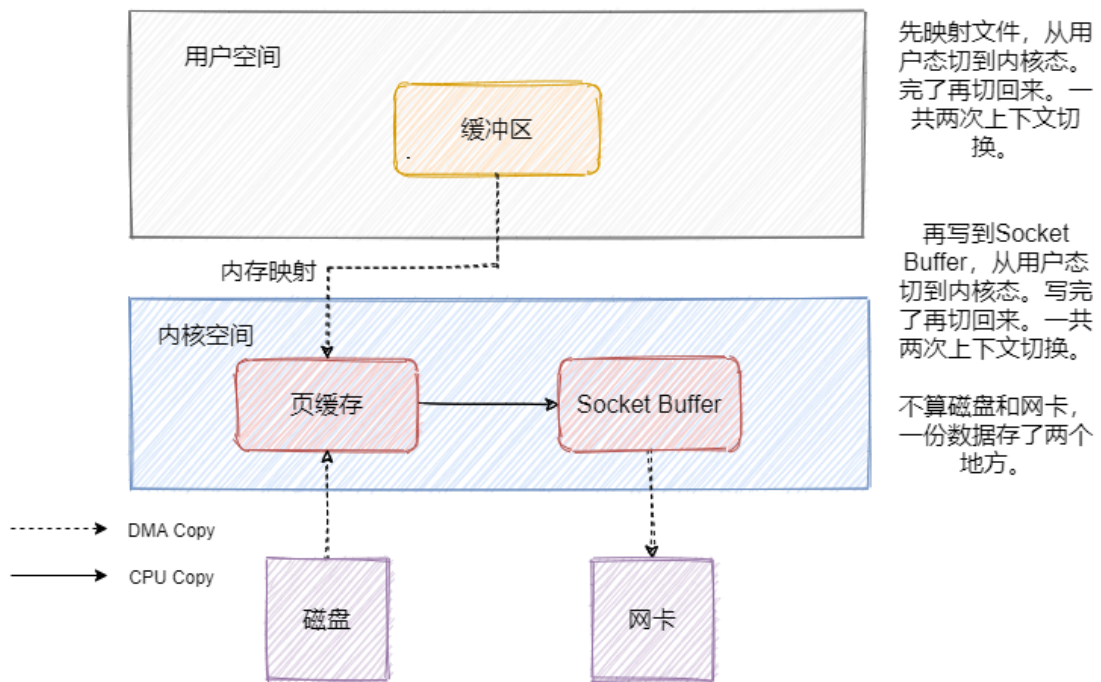 用户空间
缓冲区
先映射文件，从用
户态切到内核态。
完了再切回来。一
共两次上下文切
换。
内存映射
再写到Socket
Buffer，从用户态
切到内核态。写完
了再切回来。一共
两次上下文切换。
不算磁盘和网卡，
一份数据存了两个
地方。
内核空间
页缓存
Socket Buffer
DMA Copy
CPU Copy
磁盘
网卡